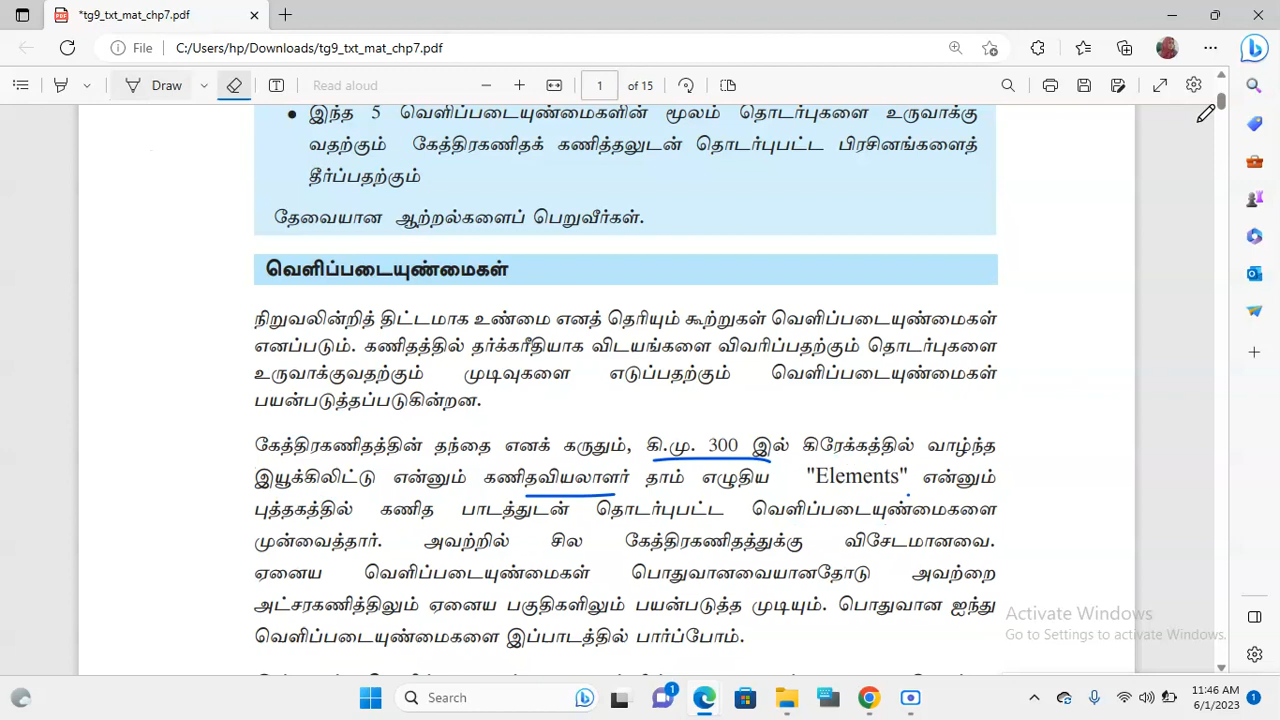 *tg9_txt_mat_chp7.pdf
File C:/Users/hp/Downloads/tg9_txt_mat_chp7.pdf
Draw Read aloud 1 of 15
• இந்த 5 வெளிப்படையுண்மைகளின் மூலம் தொடர்புகளை உருவாக்கு
வதற்கும் கேத்திரகணிதக் கணித்தலுடன் தொடர்புபட்ட பிரசினங்களைத்
தீர்ப்பதற்கும்
தேவையான ஆற்றல்களைப் பெறுவீர்கள்.
வெளிப்படையுண்மைகள்
நிறுவலின்றித் திட்டமாக உண்மை எனத் தெரியும் கூற்றுகள் வெளிப்படையுண்மைகள்
எனப்படும். கணிதத்தில் தர்க்கரீதியாக விடயங்களை விவரிப்பதற்கும் தொடர்புகளை
உருவாக்குவதற்கும் முடிவுகளை எடுப்பதற்கும் வெளிப்படையுண்மைகள்
பயன்படுத்தப்படுகின்றன.
கேத்திரகணிதத்தின் தந்தை எனக் கருதும், கி.மு. 300 இல் கிரேக்கத்தில் வாழ்ந்த
இயூக்கிலிட்டு என்னும் கணிதவியலாளர் தாம் எழுதிய "Elements" என்னும்
புத்தகத்தில் கணித பாடத்துடன் தொடர்புபட்ட வெளிப்படையுண்மைகளை
முன்வைத்தார். அவற்றில் சில கேத்திரகணிதத்துக்கு விசேடமானவை.
ஏனைய வெளிப்படையுண்மைகள் பொதுவானவையானதோடு அவற்றை
அட்சரகணித்திலும் ஏனைய பகுதிகளிலும் பயன்படுத்த முடியும். பொதுவான ஐந்து
வெளிப்படையுண்மைகளை இப்பாடத்தில் பார்ப்போம்.
Activate Windows
Go to Settings to activate Windows.
Search
1
11:46 AM
6/1/2023
1